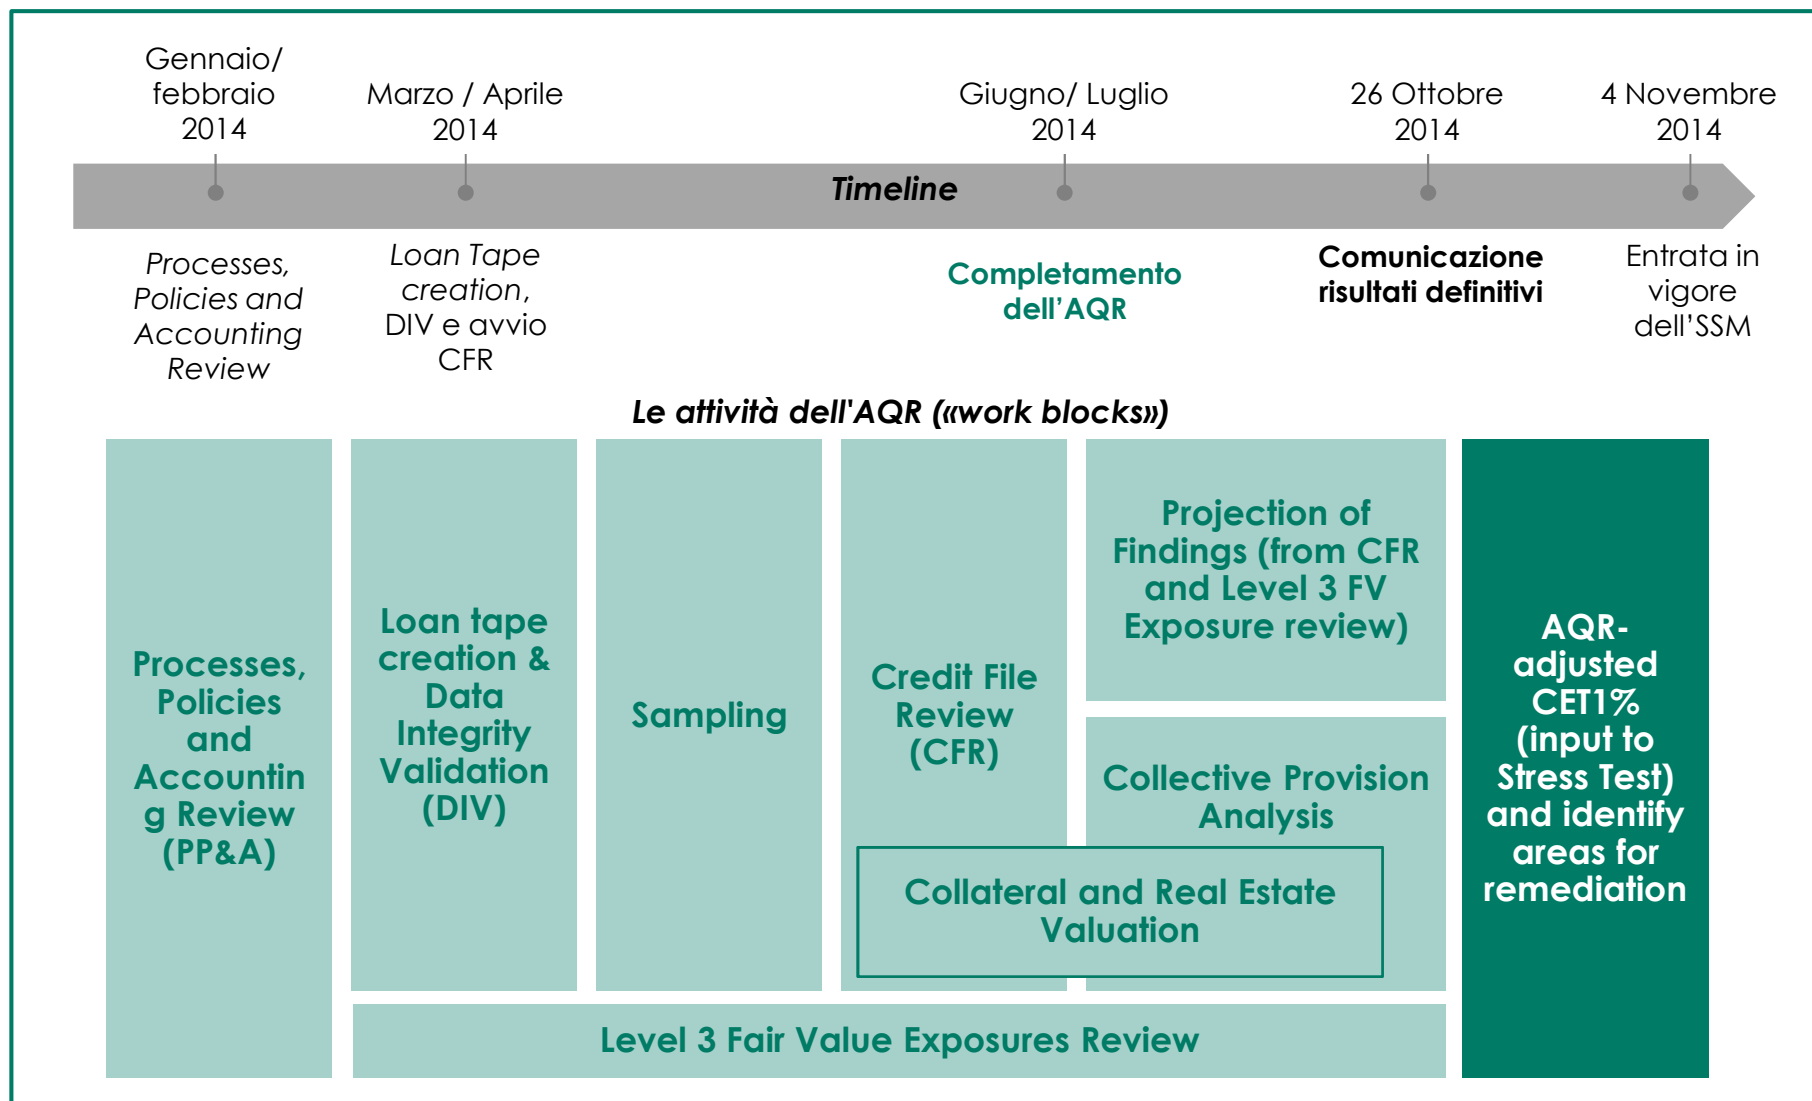 Gennaio/
febbraio
2014
Marzo / Aprile
2014
Giugno/ Luglio
2014
26 Ottobre
2014
4 Novembre
2014
Timeline
Processes,
Policies and
Accounting
Review
Loan Tape
creation,
DIV e avvio
CFR
Completamento
dell’AQR
Comunicazione
risultati definitivi
Entrata in
vigore
dell’SSM
Le attività dell'AQR («work blocks»)
Processes,
Policies
and
Accountin
g Review
(PP&A)
Loan tape
creation &
Data
Integrity
Validation
(DIV)
Sampling
Credit File
Review
(CFR)
Projection of
Findings (from CFR
and Level 3 FV
Exposure review)
Collective Provision
Analysis
Collateral and Real Estate
Valuation
Level 3 Fair Value Exposures Review
AQR-
adjusted
CET1%
(input to
Stress Test)
and identify
areas for
remediation